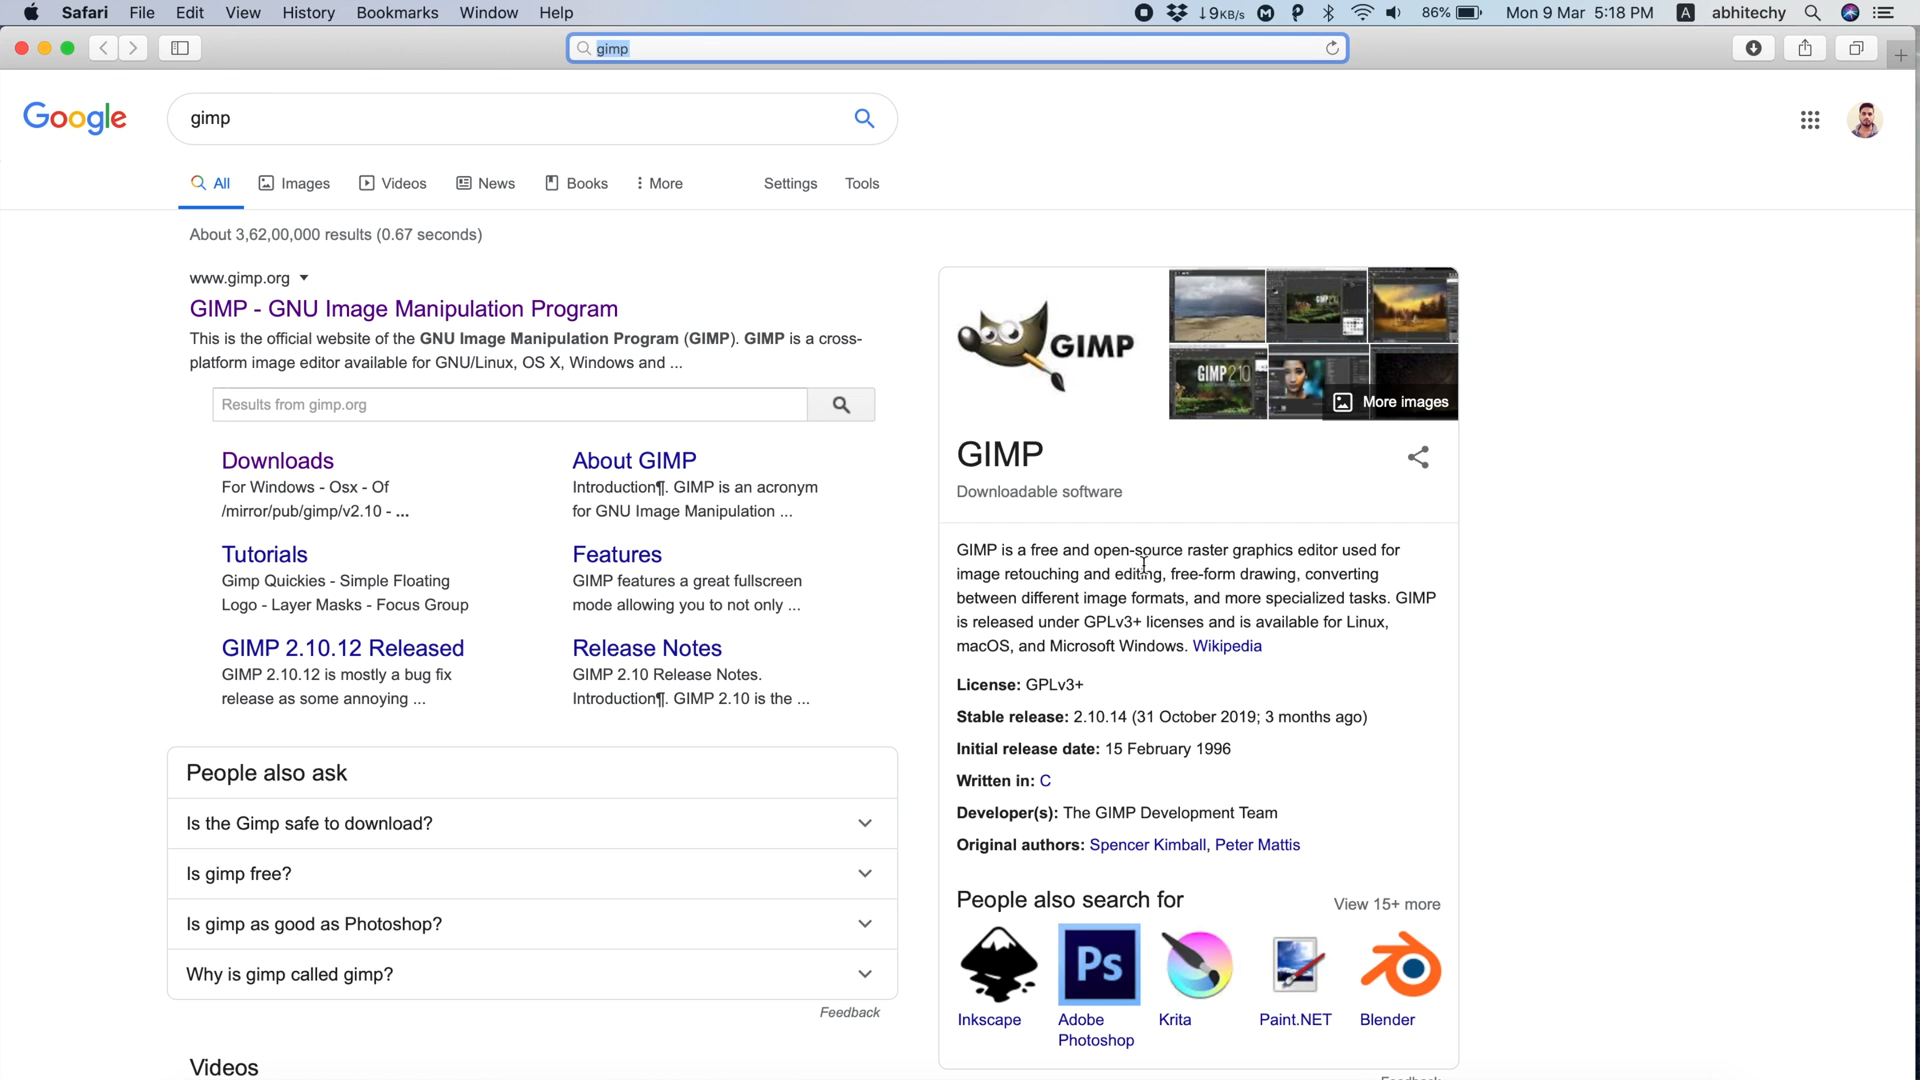 Safari File Edit View History Bookmarks Window Help
↓9KB/s 86% Mon 9 Mar 5:18 PM A abhitechy
gimp
Google
gimp
All Images Videos News Books More Settings Tools
About 3,62,00,000 results (0.67 seconds)
www.gimp.org
GIMP - GNU Image Manipulation Program
This is the official website of the GNU Image Manipulation Program (GIMP). GIMP is a cross-
platform image editor available for GNU/Linux, OS X, Windows and ...
Results from gimp.org
Downloads
For Windows - Osx - Of
/mirror/pub/gimp/v2.10 - ...
About GIMP
Introduction¶. GIMP is an acronym
for GNU Image Manipulation ...
Tutorials
Gimp Quickies - Simple Floating
Logo - Layer Masks - Focus Group
Features
GIMP features a great fullscreen
mode allowing you to not only ...
GIMP 2.10.12 Released
GIMP 2.10.12 is mostly a bug fix
release as some annoying ...
Release Notes
GIMP 2.10 Release Notes.
Introduction¶. GIMP 2.10 is the ...
People also ask
Is the Gimp safe to download?
Is gimp free?
Is gimp as good as Photoshop?
Why is gimp called gimp?
Feedback
Videos
GIMP
GIMP210
More images
GIMP
Downloadable software
GIMP is a free and open-source raster graphics editor used for
image retouching and editing, free-form drawing, converting
between different image formats, and more specialized tasks. GIMP
is released under GPLv3+ licenses and is available for Linux,
macOS, and Microsoft Windows. Wikipedia
License: GPLv3+
Stable release: 2.10.14 (31 October 2019; 3 months ago)
Initial release date: 15 February 1996
Written in: C
Developer(s): The GIMP Development Team
Original authors: Spencer Kimball, Peter Mattis
People also search for
View 15+ more
Ps
Inkscape
Adobe
Photoshop
Krita
Paint.NET
Blender